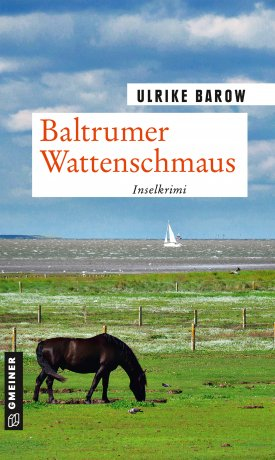 ULRIKE BAROW
Baltrumer
Wattenschmaus
Inselkrimi
GMEINER